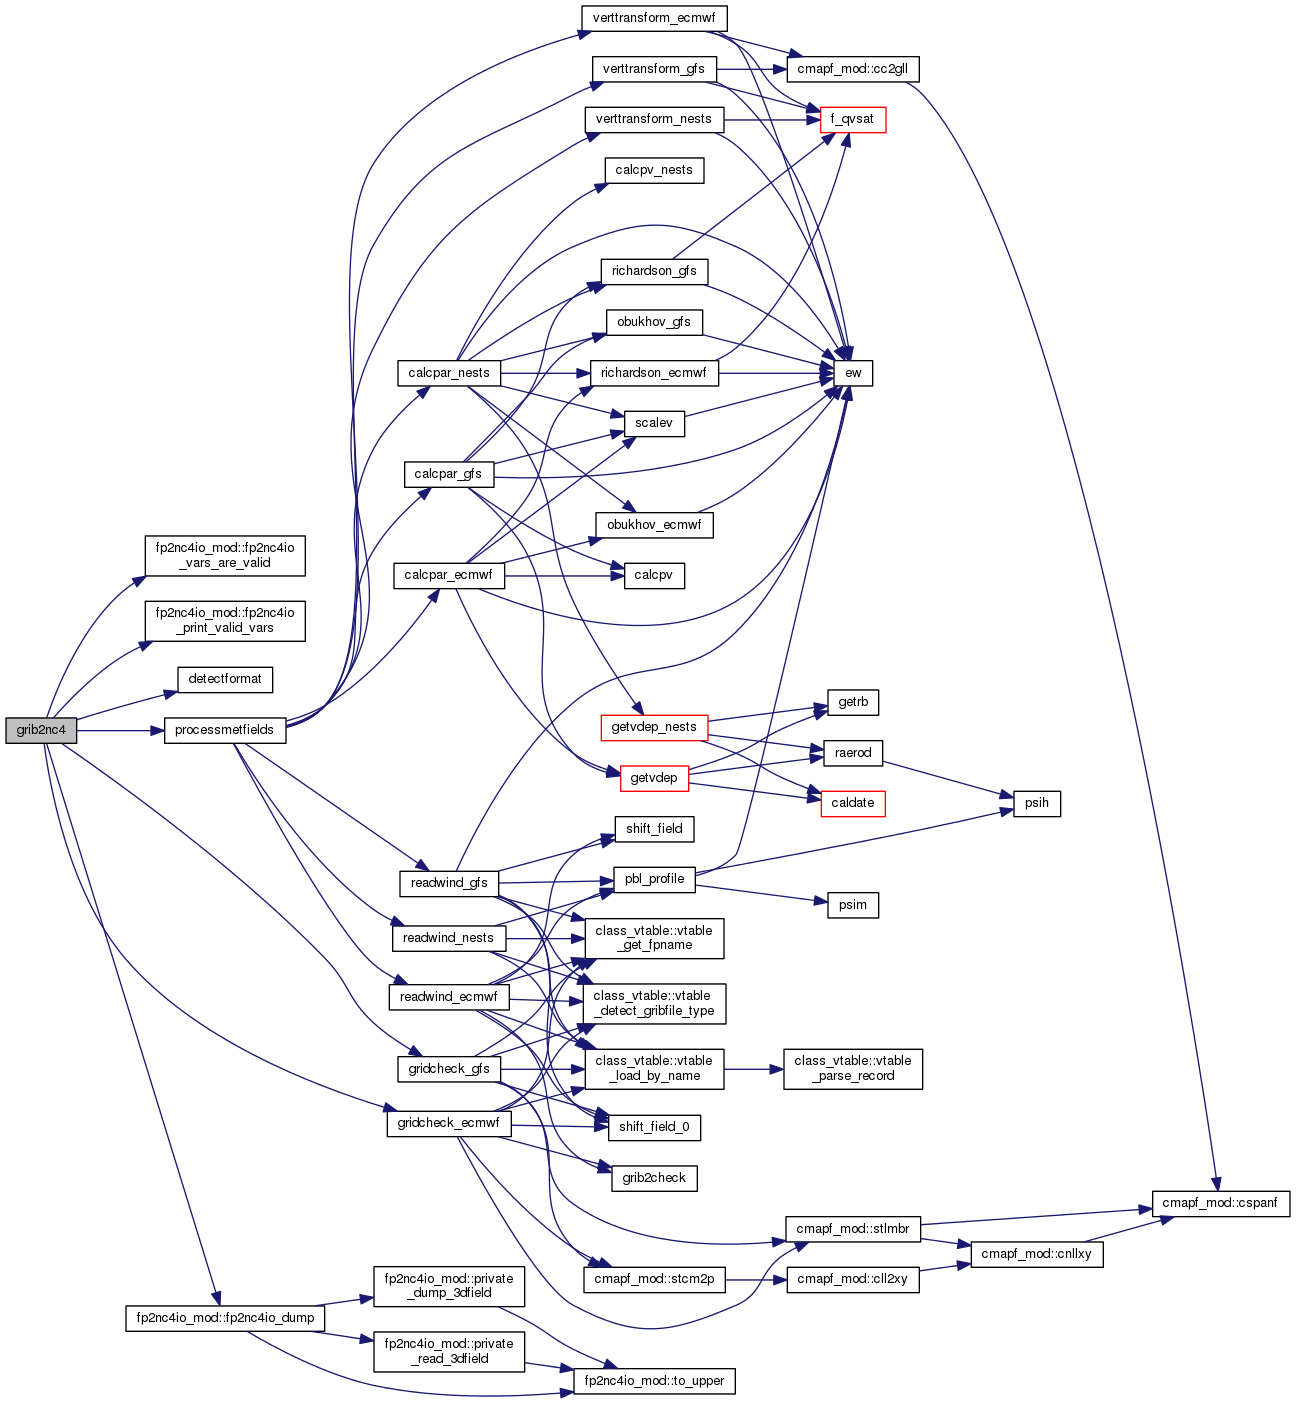 verttransform_ecmwf
verttransform_gfs
cmapf_mod::cc2gll
verttransform_nests
f_qvsat
calcpv_nests
richardson_gfs
obukhov_gfs
calcpar_nests
richardson_ecmwf
ew
scalev
calcpar_gfs
obukhov_ecmwf
fp2nc4io_mod::fp2nc4io
_vars_are_valid
calcpar_ecmwf
calcpv
fp2nc4io_mod::fp2nc4io
_print_valid_vars
detectformat
grib2nc4
processmetfields
getvdep_nests
getrb
raerod
getvdep
caldate
psih
shift_field
readwind_gfs
pbl_profile
psim
readwind_nests
class_vtable::vtable
_get_fpname
readwind_ecmwf
class_vtable::vtable
_detect_gribfile_type
gridcheck_gfs
class_vtable::vtable
_load_by_name
class_vtable::vtable
_parse_record
gridcheck_ecmwf
shift_field_0
grib2check
cmapf_mod::cspanf
cmapf_mod::stlmbr
cmapf_mod::cnllxy
cmapf_mod::stcm2p
cmapf_mod::cll2xy
fp2nc4io_mod::private
_dump_3dfield
fp2nc4io_mod::fp2nc4io_dump
fp2nc4io_mod::private
_read_3dfield
fp2nc4io_mod::to_upper